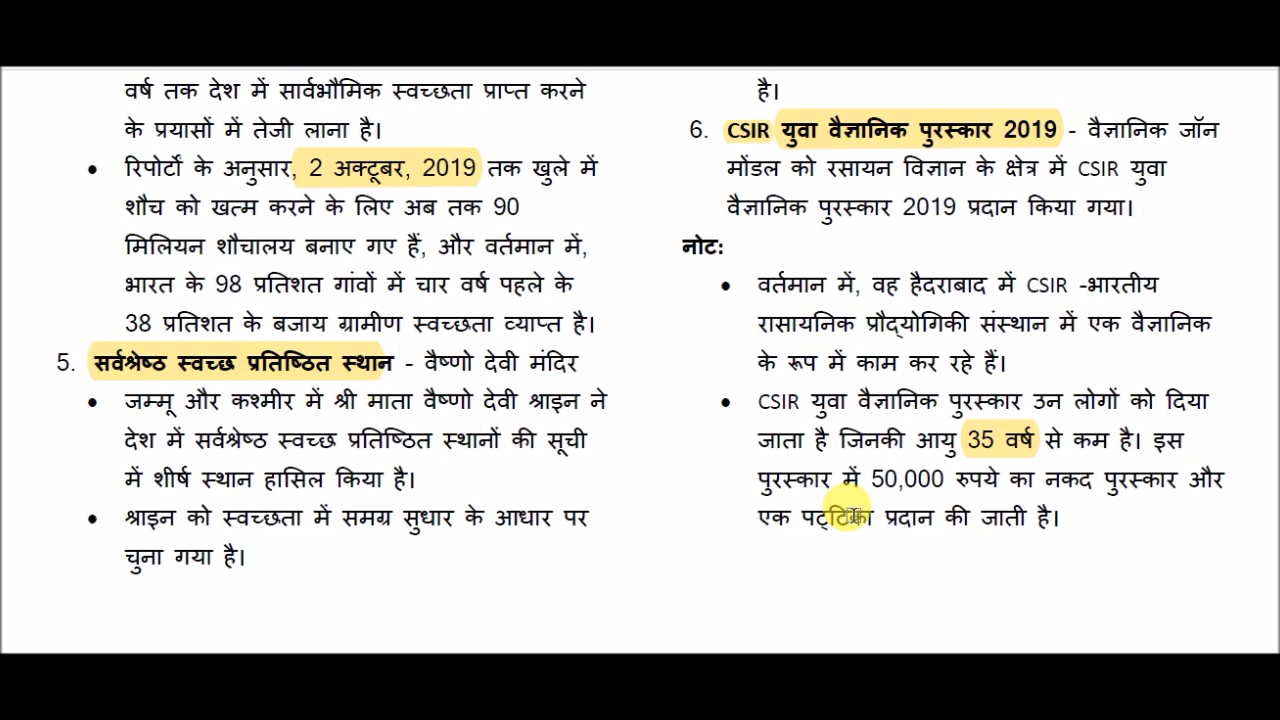 वर्ष तक देश में सार्वभौमिक स्वच्छता प्राप्त करने
के प्रयासों में तेजी लाना है।
• रिपोर्टों के अनुसार, 2 अक्टूबर, 2019 तक खुले में
शौच को खत्म करने के लिए अब तक 90
मिलियन शौचालय बनाए गए हैं, और वर्तमान में,
भारत के 98 प्रतिशत गांवों में चार वर्ष पहले के
38 प्रतिशत के बजाय ग्रामीण स्वच्छता व्याप्त है।
5. सर्वश्रेष्ठ स्वच्छ प्रतिष्ठित स्थान - वैष्णो देवी मंदिर
• जम्मू और कश्मीर में श्री माता वैष्णो देवी श्राइन ने
देश में सर्वश्रेष्ठ स्वच्छ प्रतिष्ठित स्थानों की सूची
में शीर्ष स्थान हासिल किया है।
• श्राइन को स्वच्छता में समग्र सुधार के आधार पर
चुना गया है।
है।
6. CSIR युवा वैज्ञानिक पुरस्कार 2019 - वैज्ञानिक जॉन
मोंडल को रसायन विज्ञान के क्षेत्र में CSIR युवा
वैज्ञानिक पुरस्कार 2019 प्रदान किया गया।
नोट:
• वर्तमान में, वह हैदराबाद में CSIR -भारतीय
रासायनिक प्रौद्योगिकी संस्थान में एक वैज्ञानिक
के रूप में काम कर रहे हैं।
• CSIR युवा वैज्ञानिक पुरस्कार उन लोगों को दिया
जाता है जिनकी आयु 35 वर्ष से कम है। इस
पुरस्कार में 50,000 रुपये का नकद पुरस्कार और
एक पट्टिका प्रदान की जाती है।